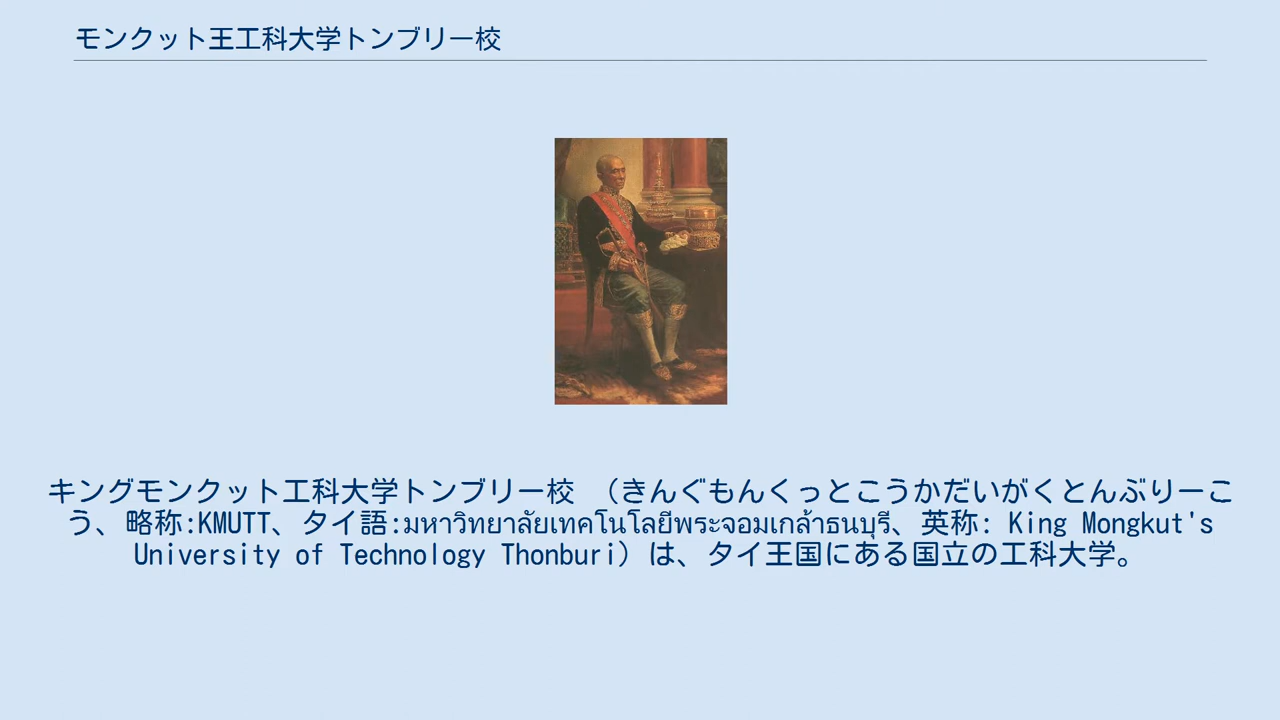 モンクット王工科大学トンブリー校
キングモンクット工科大学トンブリー校 （きんぐもんくっとこうかだいがくとんぶりーこ
う、略称:KMUTT、タイ語:มหาวิทยาลัยเทคโนโลยีพระจอมเกล้าธนบุรี、英称: King Mongkut's
University of Technology Thonburi）は、タイ王国にある国立の工科大学。